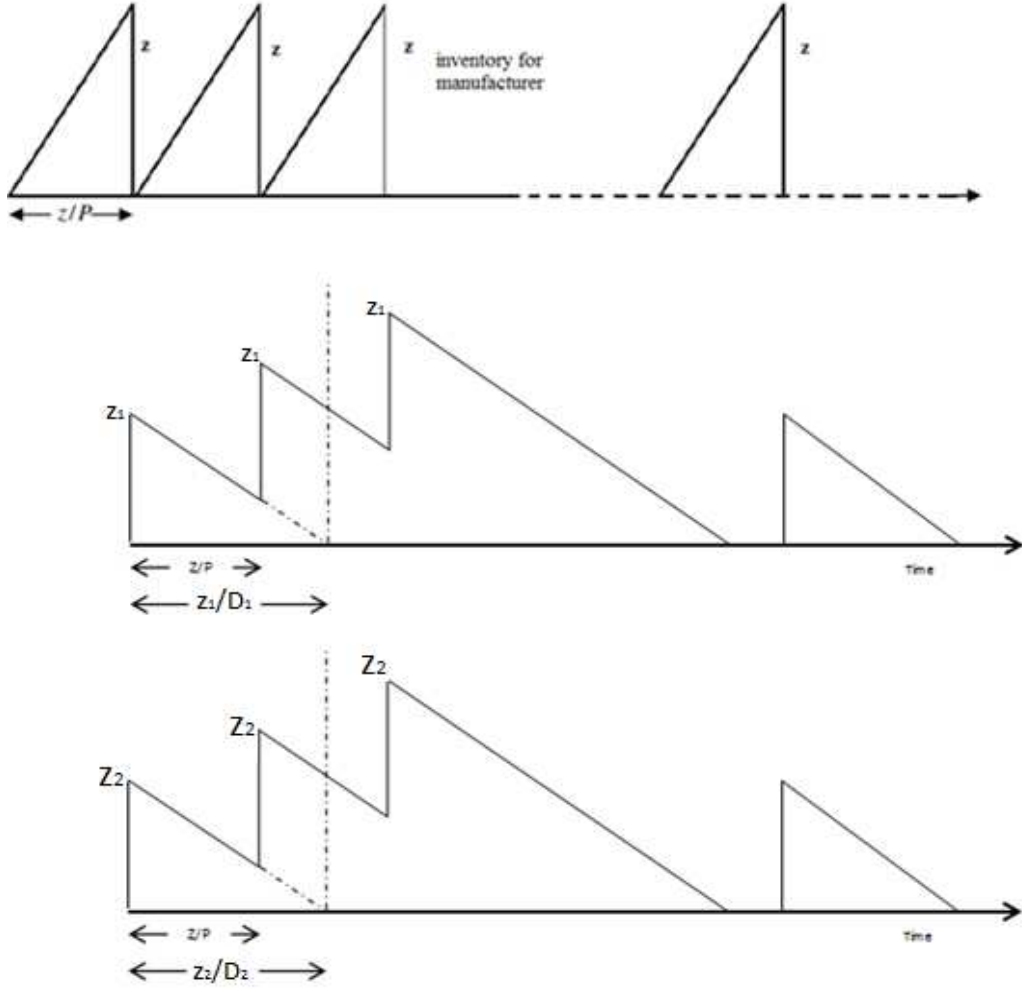 z
z
z
z
inventory for
manufacturer
z/P
z₁
z₁
z₁
Z/P
Time
z₁/D₁
Z₂
Z₂
Z₂
Z/P
Time
z₂/D₂